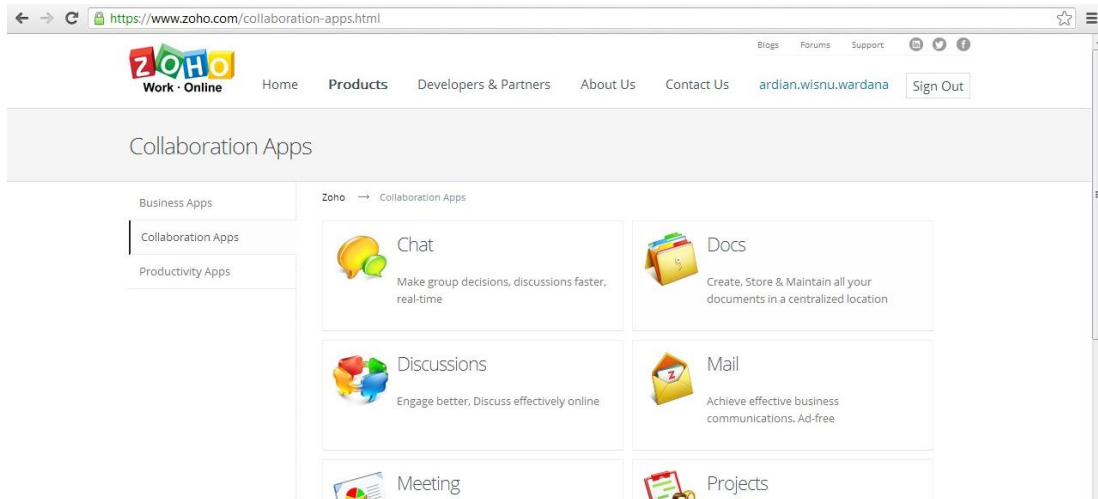 https://www.zoho.com/collaboration-apps.html
Blogs Forums Support
ZOHO
Work · Online
Home Products Developers & Partners About Us Contact Us ardian.wisnu.wardana Sign Out
Collaboration Apps
Zoho → Collaboration Apps
Business Apps
Collaboration Apps
Productivity Apps
Chat
Make group decisions, discussions faster,
real-time
Docs
Create, Store & Maintain all your
documents in a centralized location
Discussions
Engage better, Discuss effectively online
Mail
Achieve effective business
communications. Ad-free
Meeting
Projects